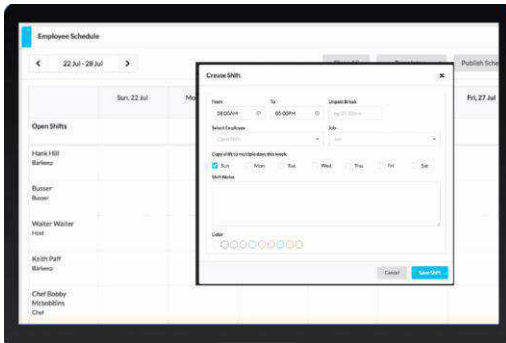 Employee Schedule
22 Jul - 28 Jul
Publish Sche
Create Shift
Sun, 22 Jul
Mo
Fri, 27 Jul
From
To
Unpaid Break
08:00AM
05:00PM
Open Shifts
Select Employee
Job
Copy shift to multiple days this week
Sun
Mon
Tue
Wed
Thu
Fri
Sat
Hank Hill
Barkeep
Shift Notes
Busser
Busser
Waiter Waiter
Host
Color
Keith Paff
Barkeep
Cancel
Save Shift
Chef Bobby
Mcbobbins
Chef